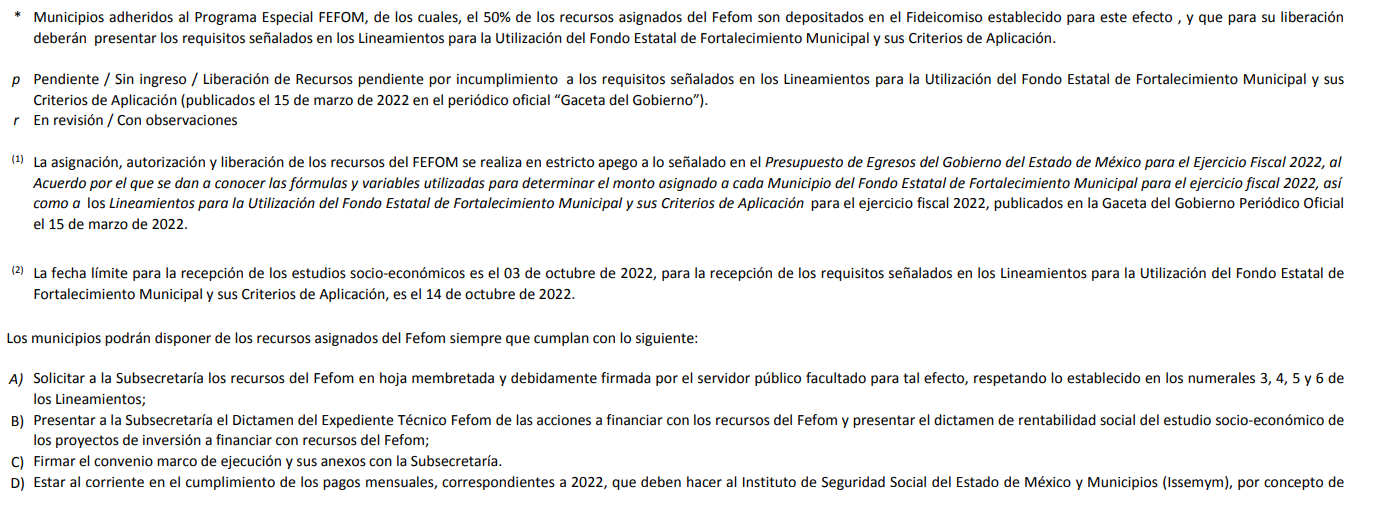 * Municipios adheridos al Programa Especial FEFOM, de los cuales, el 50% de los recursos asignados del Fefom son depositados en el Fideicomiso establecido para este efecto , y que para su liberación
deberán presentar los requisitos señalados en los Lineamientos para la Utilización del Fondo Estatal de Fortalecimiento Municipal y sus Criterios de Aplicación.
p Pendiente / Sin ingreso / Liberación de Recursos pendiente por incumplimiento a los requisitos señalados en los Lineamientos para la Utilización del Fondo Estatal de Fortalecimiento Municipal y sus
Criterios de Aplicación (publicados el 15 de marzo de 2022 en el periódico oficial “Gaceta del Gobierno”).
r En revisión / Con observaciones
(1) La asignación, autorización y liberación de los recursos del FEFOM se realiza en estricto apego a lo señalado en el Presupuesto de Egresos del Gobierno del Estado de México para el Ejercicio Fiscal 2022, al
Acuerdo por el que se dan a conocer las fórmulas y variables utilizadas para determinar el monto asignado a cada Municipio del Fondo Estatal de Fortalecimiento Municipal para el ejercicio fiscal 2022, así
como a los Lineamientos para la Utilización del Fondo Estatal de Fortalecimiento Municipal y sus Criterios de Aplicación para el ejercicio fiscal 2022, publicados en la Gaceta del Gobierno Periódico Oficial
el 15 de marzo de 2022.
(2) La fecha límite para la recepción de los estudios socio-económicos es el 03 de octubre de 2022, para la recepción de los requisitos señalados en los Lineamientos para la Utilización del Fondo Estatal de
Fortalecimiento Municipal y sus Criterios de Aplicación, es el 14 de octubre de 2022.
Los municipios podrán disponer de los recursos asignados del Fefom siempre que cumplan con lo siguiente:
A) Solicitar a la Subsecretaría los recursos del Fefom en hoja membretada y debidamente firmada por el servidor público facultado para tal efecto, respetando lo establecido en los numerales 3, 4, 5 y 6 de
los Lineamientos;
B) Presentar a la Subsecretaría el Dictamen del Expediente Técnico Fefom de las acciones a financiar con los recursos del Fefom y presentar el dictamen de rentabilidad social del estudio socio-económico de
los proyectos de inversión a financiar con recursos del Fefom;
C) Firmar el convenio marco de ejecución y sus anexos con la Subsecretaría.
D) Estar al corriente en el cumplimiento de los pagos mensuales, correspondientes a 2022, que deben hacer al Instituto de Seguridad Social del Estado de México y Municipios (Issemym), por concepto de